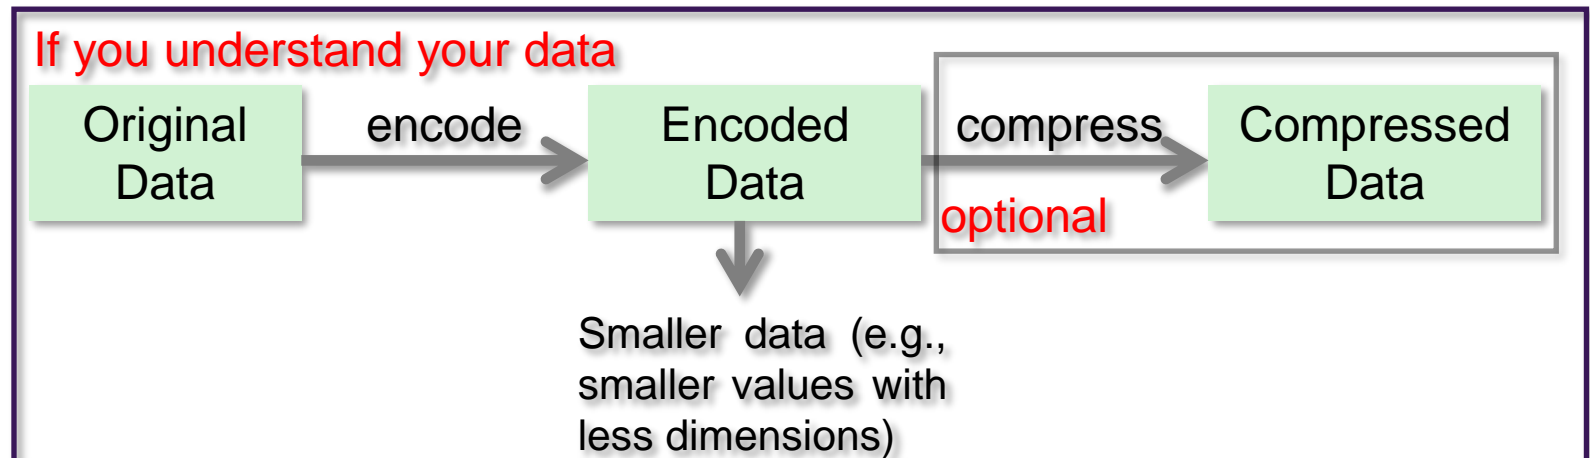 If you understand your data
Original
Data
encode
Encoded
Data
compress
optional
Compressed
Data
Smaller data (e.g.,
smaller values with
less dimensions)